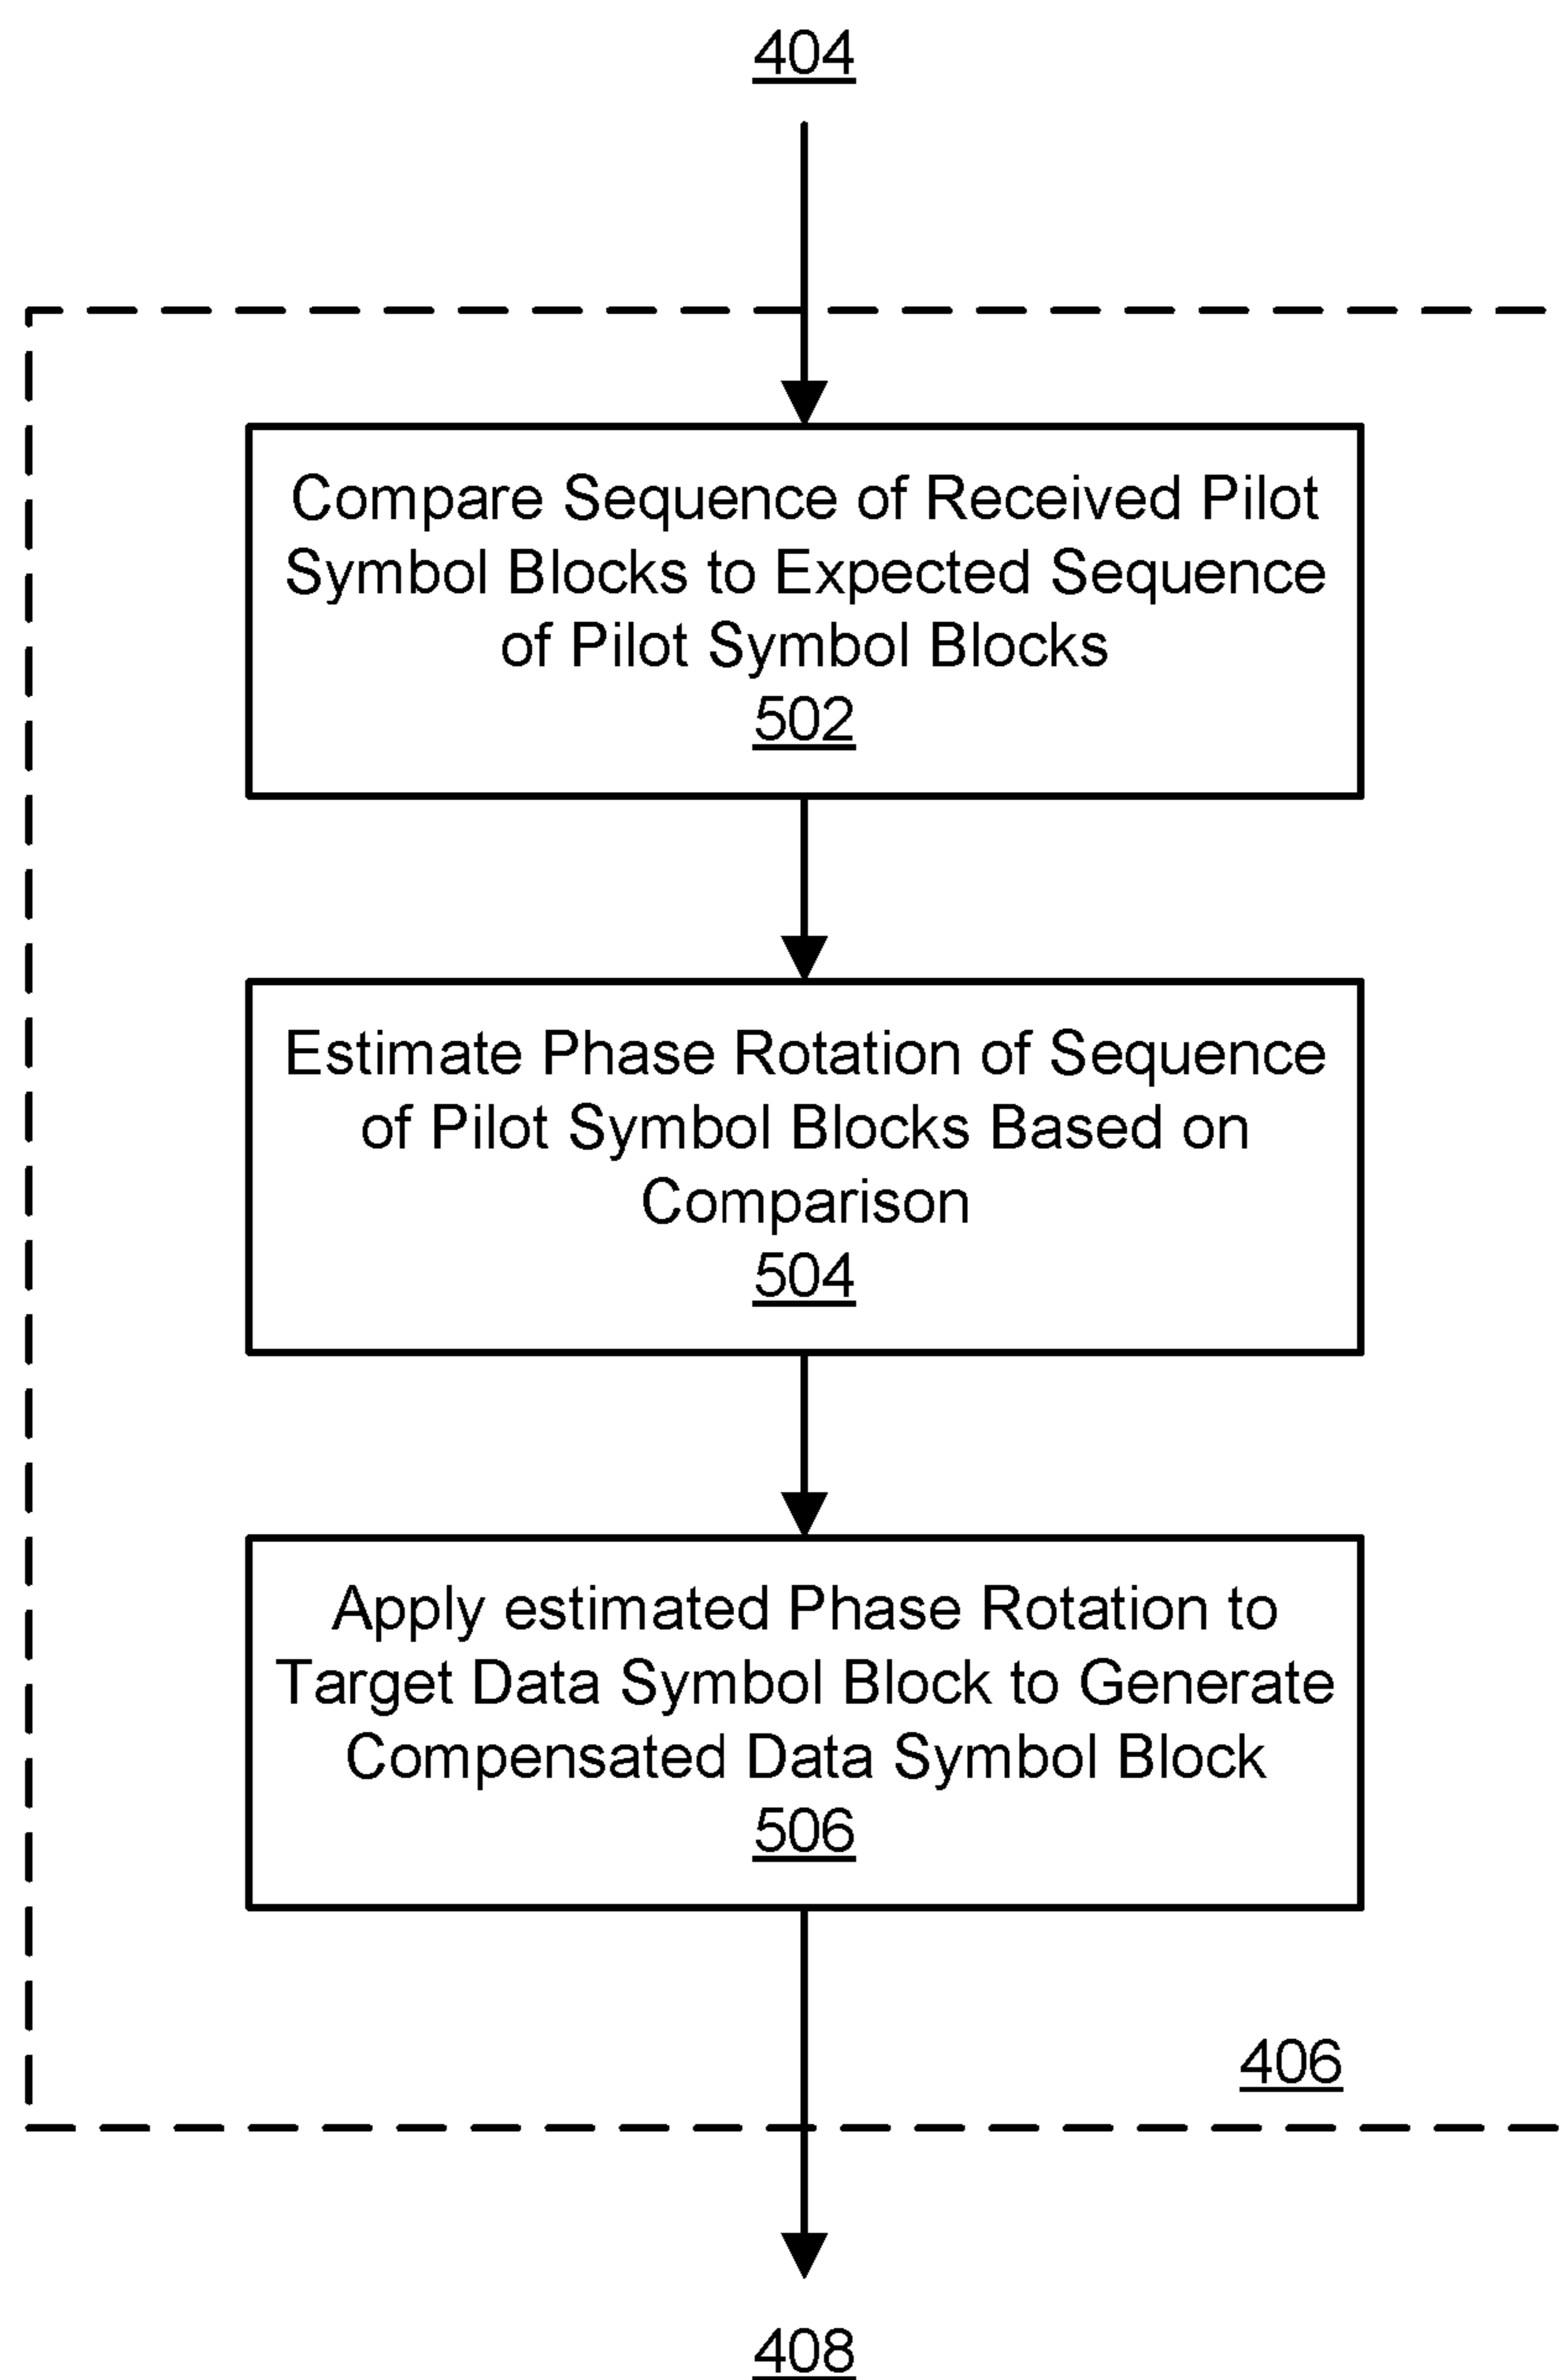 404
Compare Sequence of Received Pilot
Symbol Blocks to Expected Sequence
of Pilot Symbol Blocks
502
Estimate Phase Rotation of Sequence
of Pilot Symbol Blocks Based on
Comparison
504
Apply estimated Phase Rotation to
Target Data Symbol Block to Generate
Compensated Data Symbol Block
506
406
408